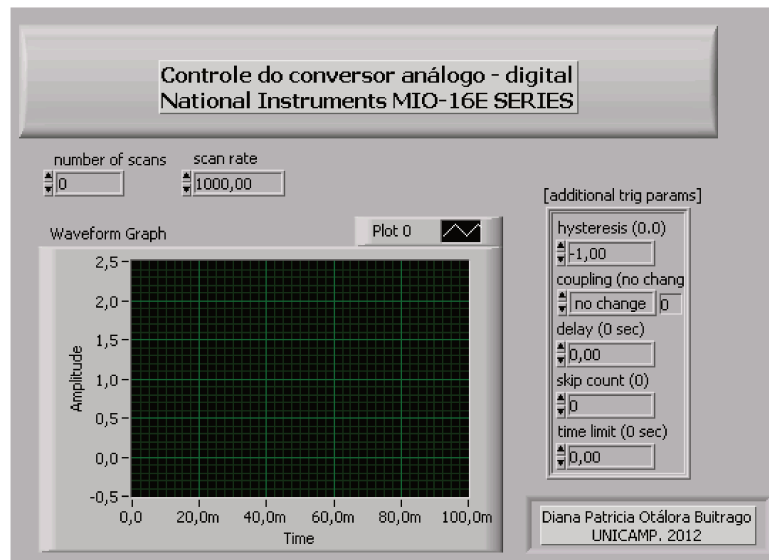 Controle do conversor análogo - digital
National Instruments MIO-16E SERIES
number of scans
0
scan rate
1000,00
Waveform Graph
Plot 0
2,5
2,0
1,5
1,0
0,5
0,0
-0,5
Amplitude
0,0 20,0m 40,0m 60,0m 80,0m 100,0m
Time
[additional trig params]
hysteresis (0.0)
-1,00
coupling (no chang
no change 0
delay (0 sec)
0,00
skip count (0)
0
time limit (0 sec)
0,00
Diana Patricia Otálora Buitrago
UNICAMP. 2012